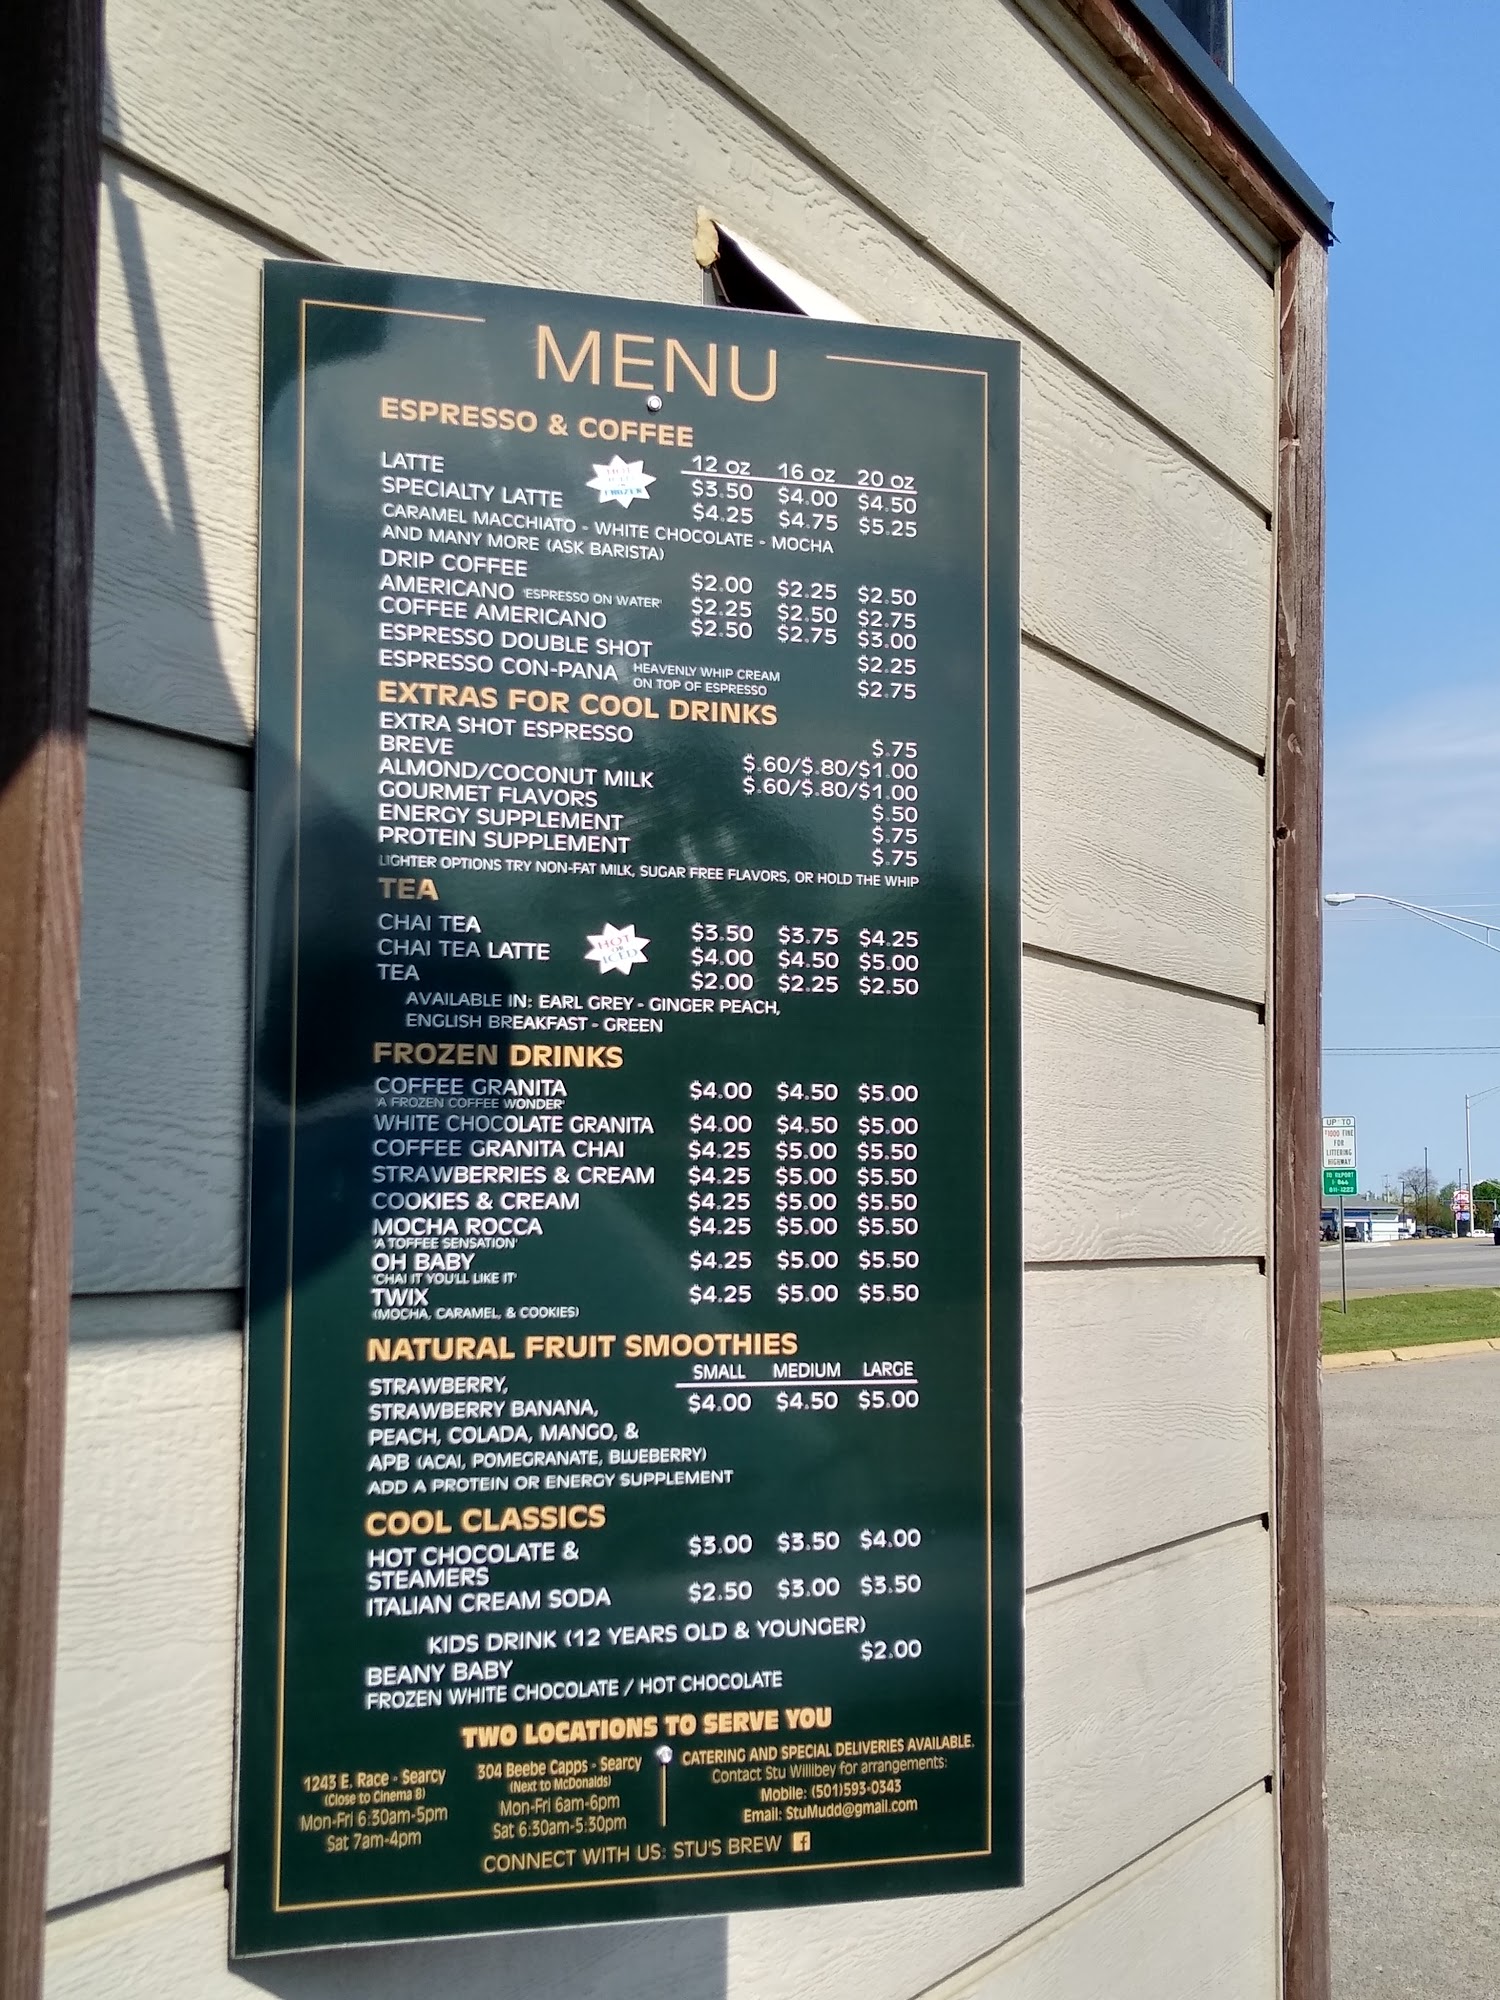 MENU
ESPRESSO & COFFEE
12 OZ 16 OZ 20 OZ
LATTE $3.50 $4.00 $4.50
SPECIALTY LATTE $4.25 $4.75 $5.25
CARAMEL MACCHIATO - WHITE CHOCOLATE - MOCHA
AND MANY MORE (ASK BARISTA)
DRIP COFFEE $2.00 $2.25 $2.50
AMERICANO 'ESPRESSO ON WATER' $2.25 $2.50 $2.75
COFFEE AMERICANO $2.50 $2.75 $3.00
ESPRESSO DOUBLE SHOT $2.25
ESPRESSO CON-PANA HEAVENLY WHIP CREAM
ON TOP OF ESPRESSO $2.75
EXTRAS FOR COOL DRINKS
EXTRA SHOT ESPRESSO $.75
BREVE $.60/$.80/$1.00
ALMOND/COCONUT MILK $.60/$.80/$1.00
GOURMET FLAVORS $.50
ENERGY SUPPLEMENT $.75
PROTEIN SUPPLEMENT $.75
LIGHTER OPTIONS TRY NON-FAT MILK, SUGAR FREE FLAVORS, OR HOLD THE WHIP
TEA
CHAI TEA $3.50 $3.75 $4.25
HOT
OR
ICED
CHAI TEA LATTE $4.00 $4.50 $5.00
TEA $2.00 $2.25 $2.50
AVAILABLE IN: EARL GREY - GINGER PEACH,
ENGLISH BREAKFAST - GREEN
FROZEN DRINKS
COFFEE GRANITA $4.00 $4.50 $5.00
'A FROZEN COFFEE WONDER'
WHITE CHOCOLATE GRANITA $4.00 $4.50 $5.00
COFFEE GRANITA CHAI $4.25 $5.00 $5.50
STRAWBERRIES & CREAM $4.25 $5.00 $5.50
COOKIES & CREAM $4.25 $5.00 $5.50
MOCHA ROCCA $4.25 $5.00 $5.50
'A TOFFEE SENSATION'
OH BABY $4.25 $5.00 $5.50
'CHAI IT YOU'LL LIKE IT'
TWIX $4.25 $5.00 $5.50
(MOCHA, CARAMEL, & COOKIES)
NATURAL FRUIT SMOOTHIES
SMALL MEDIUM LARGE
STRAWBERRY, $4.00 $4.50 $5.00
STRAWBERRY BANANA,
PEACH, COLADA, MANGO, &
APB (ACAI, POMEGRANATE, BLUEBERRY)
ADD A PROTEIN OR ENERGY SUPPLEMENT
COOL CLASSICS
HOT CHOCOLATE & $3.00 $3.50 $4.00
STEAMERS
ITALIAN CREAM SODA $2.50 $3.00 $3.50
KIDS DRINK (12 YEARS OLD & YOUNGER)
BEANY BABY $2.00
FROZEN WHITE CHOCOLATE / HOT CHOCOLATE
TWO LOCATIONS TO SERVE YOU
1243 E. Race - Searcy
(Close to Cinema 8)
Mon-Fri 6:30am-5pm
Sat 7am-4pm
304 Beebe Capps - Searcy
(Next to McDonalds)
Mon-Fri 6am-6pm
Sat 6:30am-5:30pm
CATERING AND SPECIAL DELIVERIES AVAILABLE.
Contact Stu Willibey for arrangements:
Mobile: (501)593-0343
Email: StuMudd@gmail.com
CONNECT WITH US: STU'S BREW f
UP TO
$1000 FINE
FOR
LITTERING
HIGHWAY
TO REPORT
1-866
811-1222